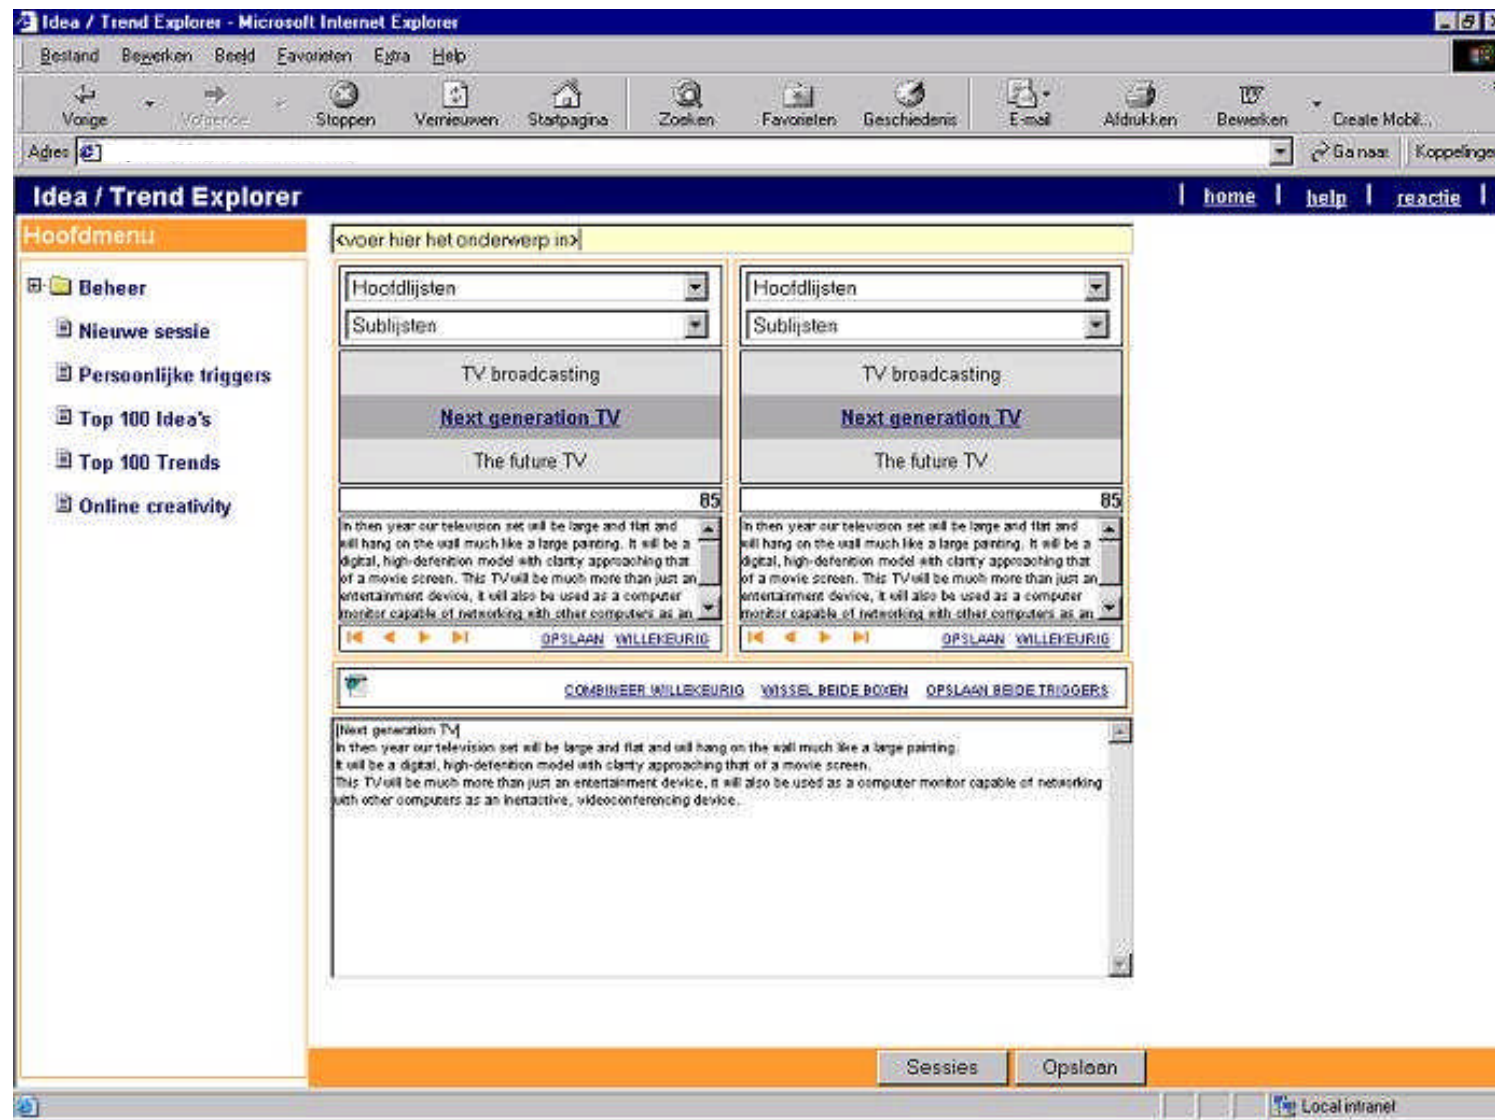 Idea / Trend Explorer - Microsoft Internet Explorer
Bestand Bewerken Beeld Favorieten Extra Help
Vorige Volgende Stoppen Vernieuwen Startpagina Zoeken Favorieten Geschiedenis E-mail Afdrukken Bewerken Create Mobil...
Adres Ga naar Koppelingen
Idea / Trend Explorer | home | help | reactie |
Hoofdmenu
<voer hier het onderwerp in>
Beheer
Nieuwe sessie
Persoonlijke triggers
Top 100 Idea's
Top 100 Trends
Online creativity
Hoofdlijsten
Sublijsten
TV broadcasting
Next generation TV
The future TV
85
In then year our television set will be large and flat and
will hang on the wall much like a large painting. It will be a
digital, high-defenition model with clarity approaching that
of a movie screen. This TV will be much more than just an
entertainment device, it will also be used as a computer
monitor capable of networking with other computers as an
OPSLAAN WILLEKEURIG
Hoofdlijsten
Sublijsten
TV broadcasting
Next generation TV
The future TV
85
In then year our television set will be large and flat and
will hang on the wall much like a large painting. It will be a
digital, high-defenition model with clarity approaching that
of a movie screen. This TV will be much more than just an
entertainment device, it will also be used as a computer
monitor capable of networking with other computers as an
OPSLAAN WILLEKEURIG
COMBINEER WILLEKEURIG WISSEL BEIDE BOXEN OPSLAAN BEIDE TRIGGERS
[Next generation TV]
In then year our television set will be large and flat and will hang on the wall much like a large painting.
It will be a digital, high-defenition model with clarity approaching that of a movie screen.
This TV will be much more than just an entertainment device, it will also be used as a computer monitor capable of networking
with other computers as an inertactive, videoconferencing device.
Sessies Opslaan
Local intranet